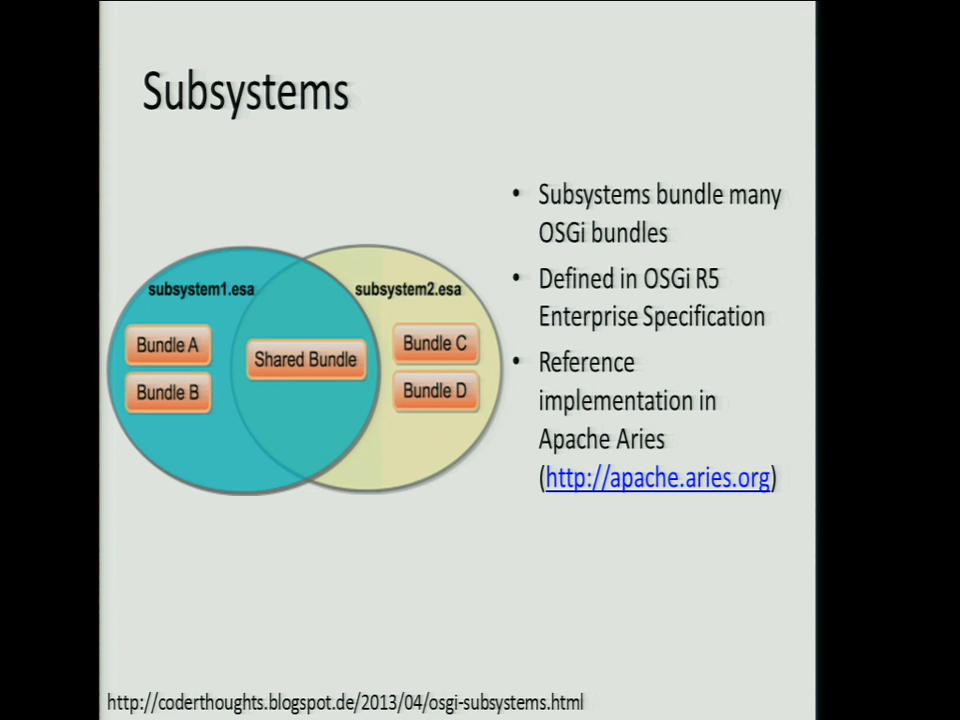 Subsystems
subsystem1.esa
Bundle A
Bundle B
Shared Bundle
subsystem2.esa
Bundle C
Bundle D
• Subsystems bundle many
OSGi bundles
• Defined in OSGi R5
Enterprise Specification
• Reference
implementation in
Apache Aries
(http://apache.aries.org)
http://coderthoughts.blogspot.de/2013/04/osgi-subsystems.html